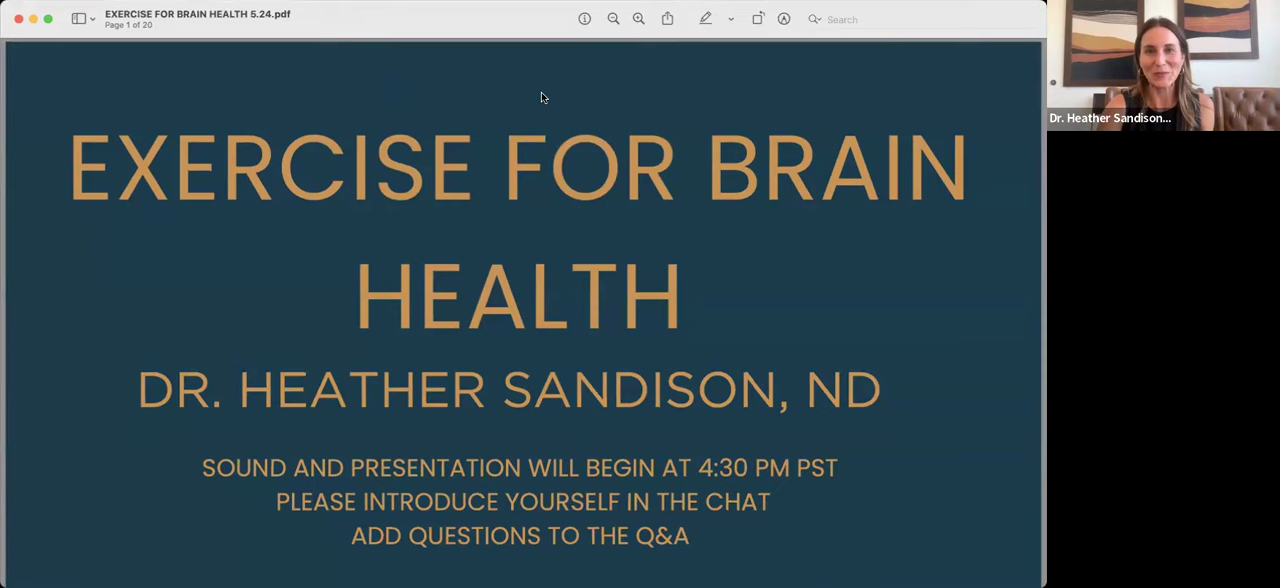 EXERCISE FOR BRAIN HEALTH 5.24.pdf
Page 1 of 20
Search
Dr. Heather Sandison...
EXERCISE FOR BRAIN
HEALTH
DR. HEATHER SANDISON, ND
SOUND AND PRESENTATION WILL BEGIN AT 4:30 PM PST
PLEASE INTRODUCE YOURSELF IN THE CHAT
ADD QUESTIONS TO THE Q&A